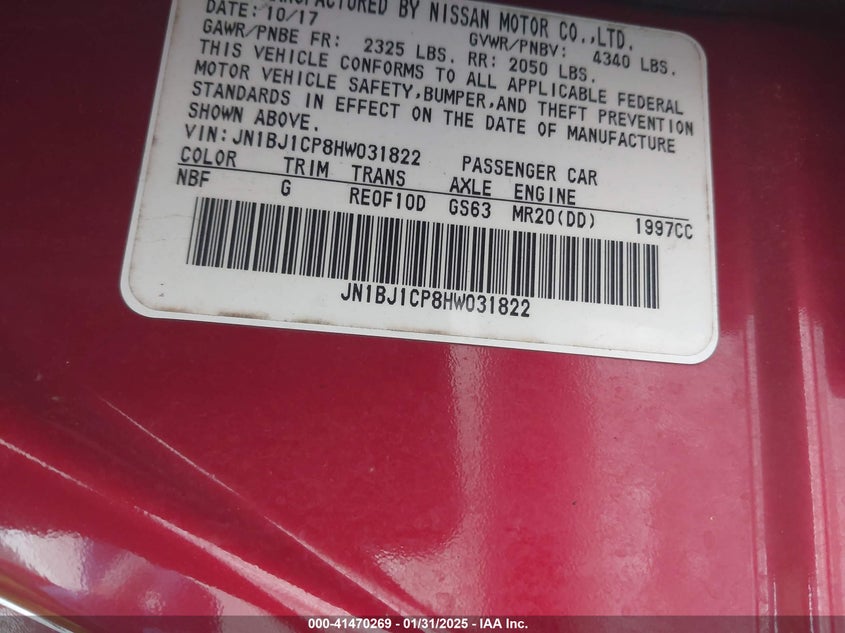 BY NISSAN MOTOR CO.,LTD.
DATE: 10/17 GVWR/PNBV: 4340 LBS.
GAWR/PNBE FR: 2325 LBS. RR: 2050 LBS.
THIS VEHICLE CONFORMS TO ALL APPLICABLE FEDERAL
MOTOR VEHICLE SAFETY,BUMPER,AND THEFT PREVENTION
STANDARDS IN EFFECT ON THE DATE OF MANUFACTURE
SHOWN ABOVE.
VIN: JN1BJ1CP8HW031822 PASSENGER CAR
COLOR TRIM TRANS AXLE ENGINE
NBF G RE0F10D GS63 MR20(DD) 1997CC
JN1BJ1CP8HW031822
000-41470269 - 01/31/2025 - IAA Inc.